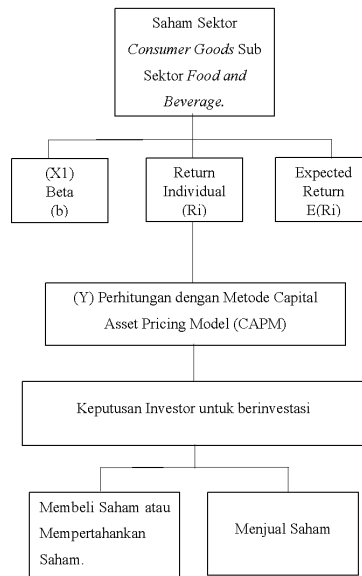 Saham Sektor
Consumer Goods Sub
Sektor Food and
Beverage.
(X1)
Beta
(b)
Return
Individual
(Ri)
Expected
Return
E(Ri)
(Y) Perhitungan dengan Metode Capital
Asset Pricing Model (CAPM)
Keputusan Investor untuk berinvestasi
Membeli Saham atau
Mempertahankan
Saham.
Menjual Saham